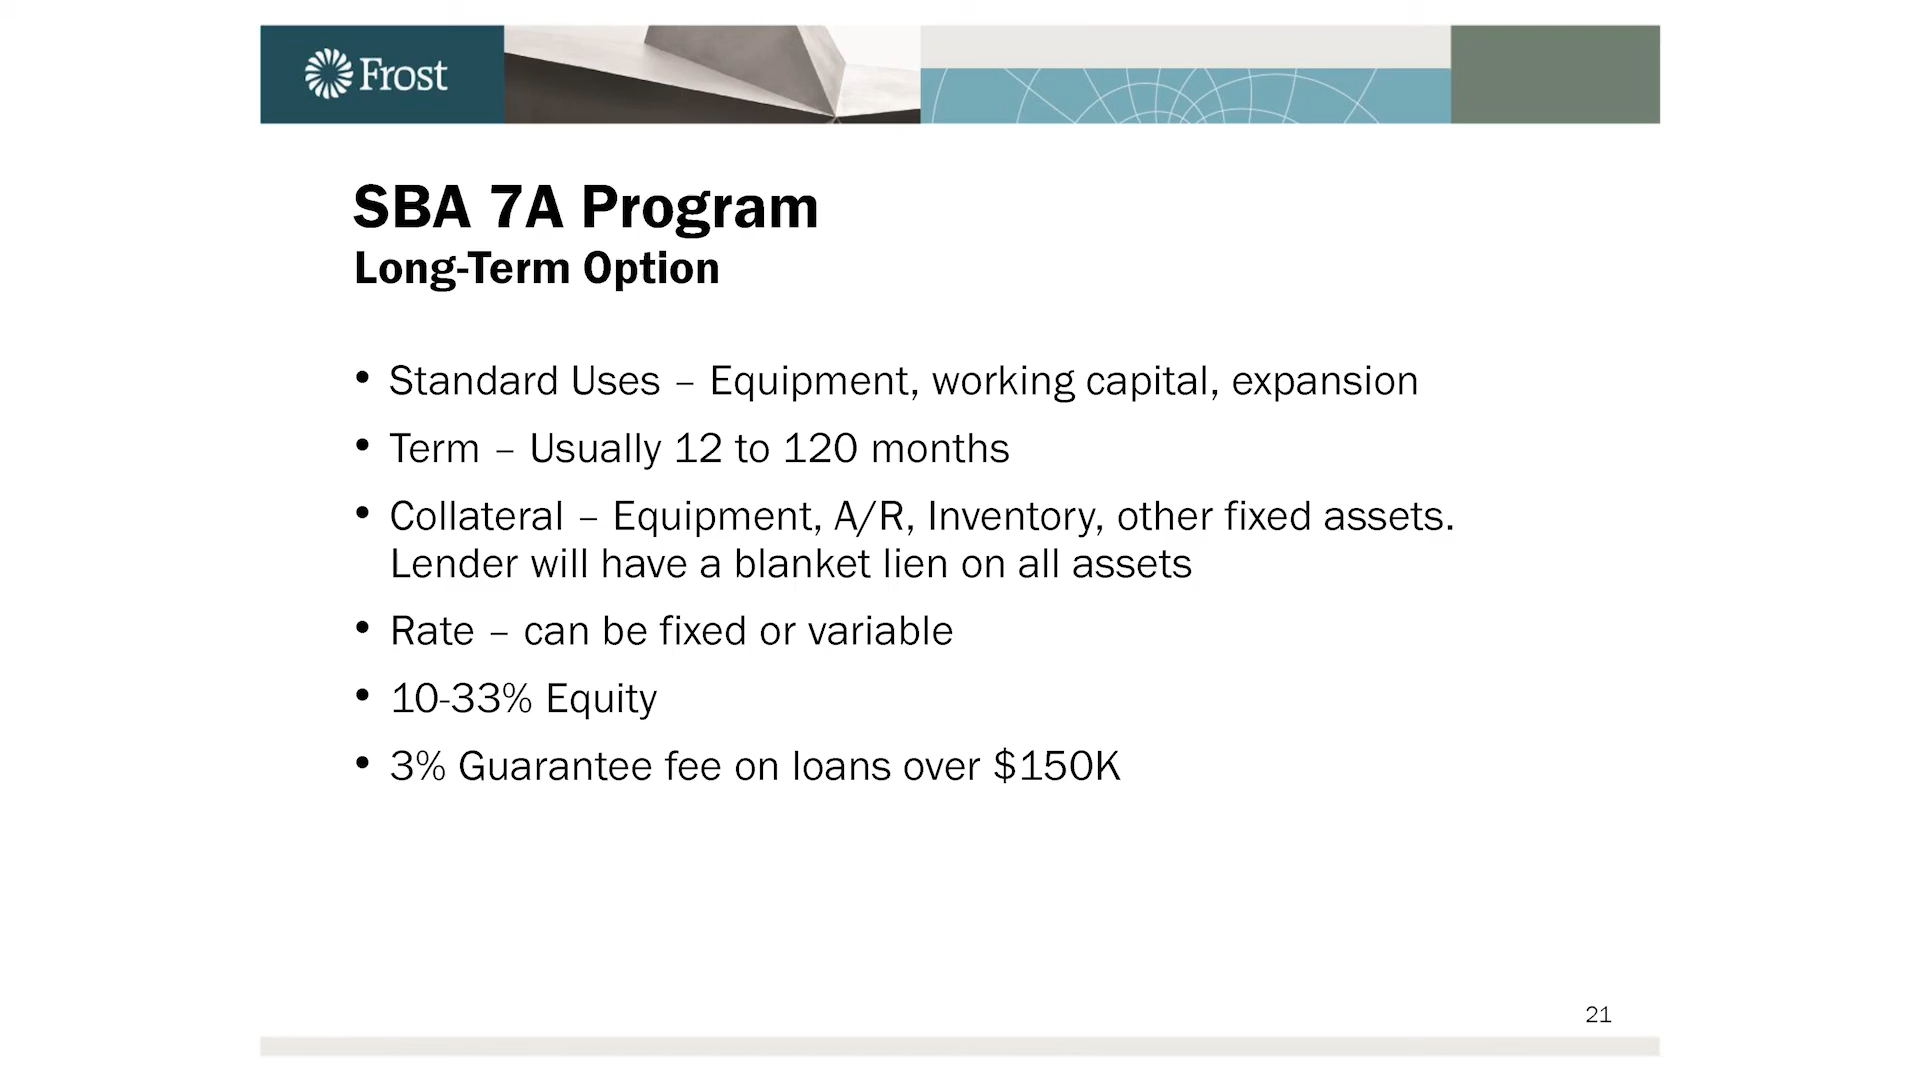 Frost
SBA 7A Program
Long-Term Option
• Standard Uses – Equipment, working capital, expansion
• Term – Usually 12 to 120 months
• Collateral – Equipment, A/R, Inventory, other fixed assets.
Lender will have a blanket lien on all assets
• Rate – can be fixed or variable
• 10-33% Equity
• 3% Guarantee fee on loans over $150K
21